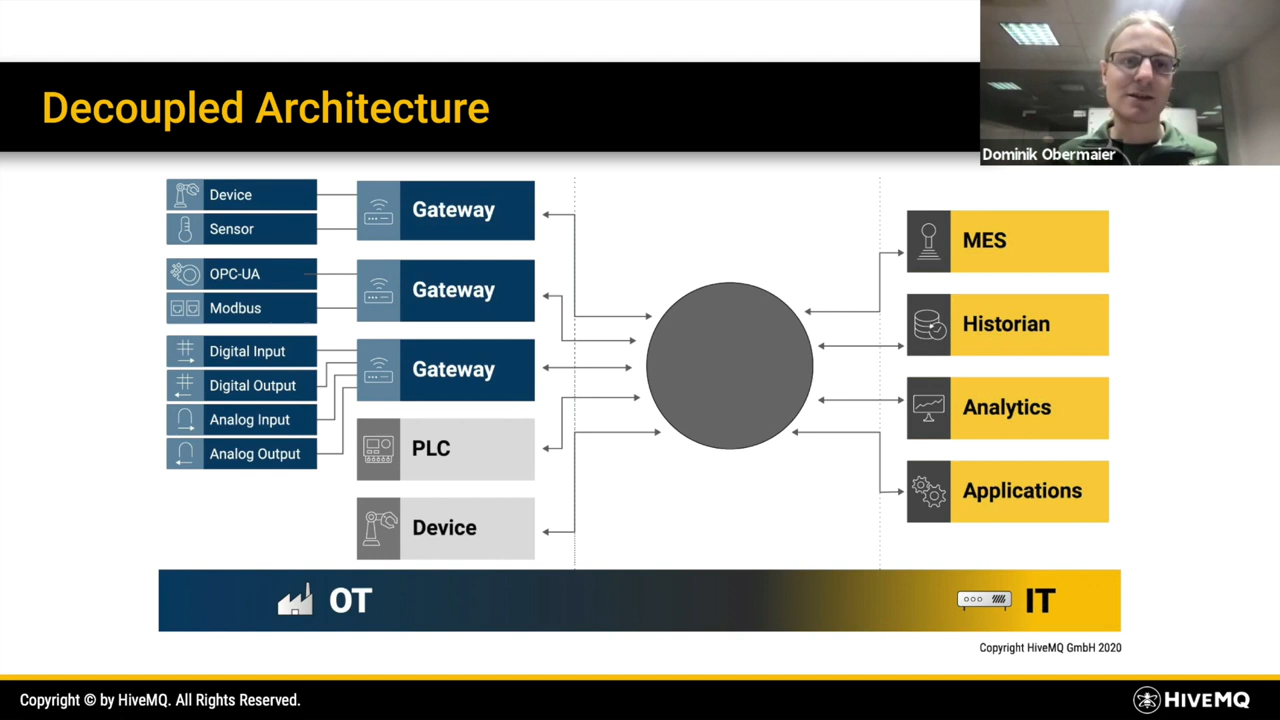 Decoupled Architecture
Dominik Obermaier
Device
Sensor
OPC-UA
Modbus
Digital Input
Digital Output
Analog Input
Analog Output
Gateway
Gateway
Gateway
PLC
Device
MES
Historian
Analytics
Applications
OT
IT
Copyright HiveMQ GmbH 2020
Copyright © by HiveMQ. All Rights Reserved.
HIVEMQ